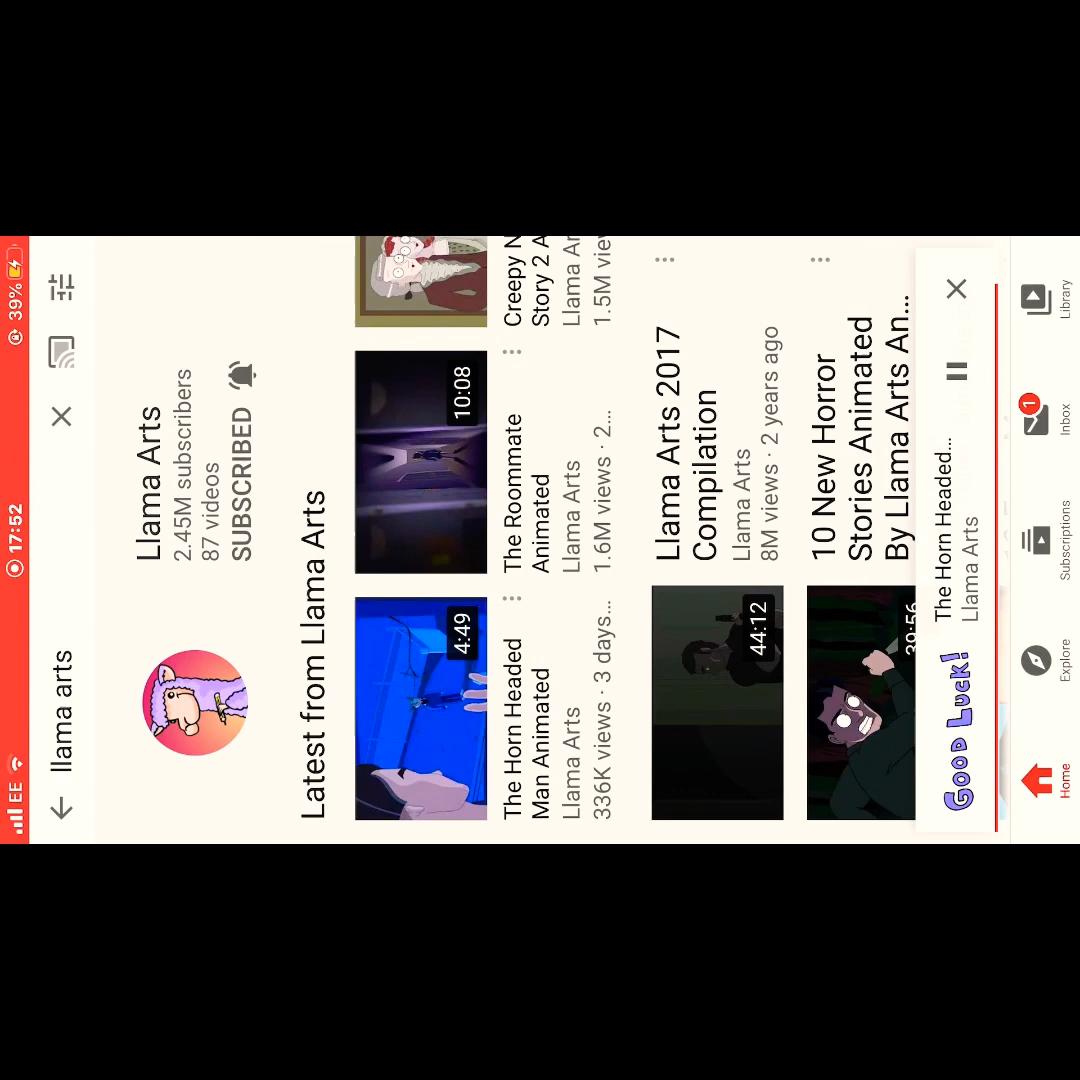 EE
17:52
39%
llama arts
Llama Arts
2.45M subscribers
87 videos
SUBSCRIBED
Latest from Llama Arts
4:49
10:08
The Horn Headed
Man Animated
Llama Arts
336K views · 3 days...
The Roommate
Animated
Llama Arts
1.6M views · 2...
Creepy N
Story 2 A
Llama Ar
1.5M vie
44:12
Llama Arts 2017
Compilation
Llama Arts
8M views · 2 years ago
39:56
10 New Horror
Stories Animated
By Llama Arts An...
GOOD LUCK!
The Horn Headed...
Llama Arts
Home
Explore
Subscriptions
1
Inbox
Library